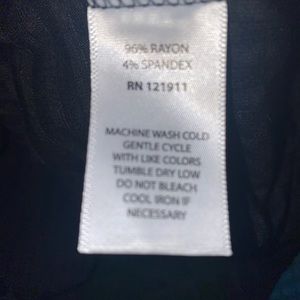 96% RAYON
4% SPANDEX
RN 121911
MACHINE WASH COLD
GENTLE CYCLE
WITH LIKE COLORS
TUMBLE DRY LOW
DO NOT BLEACH
COOL IRON IF
NECESSARY